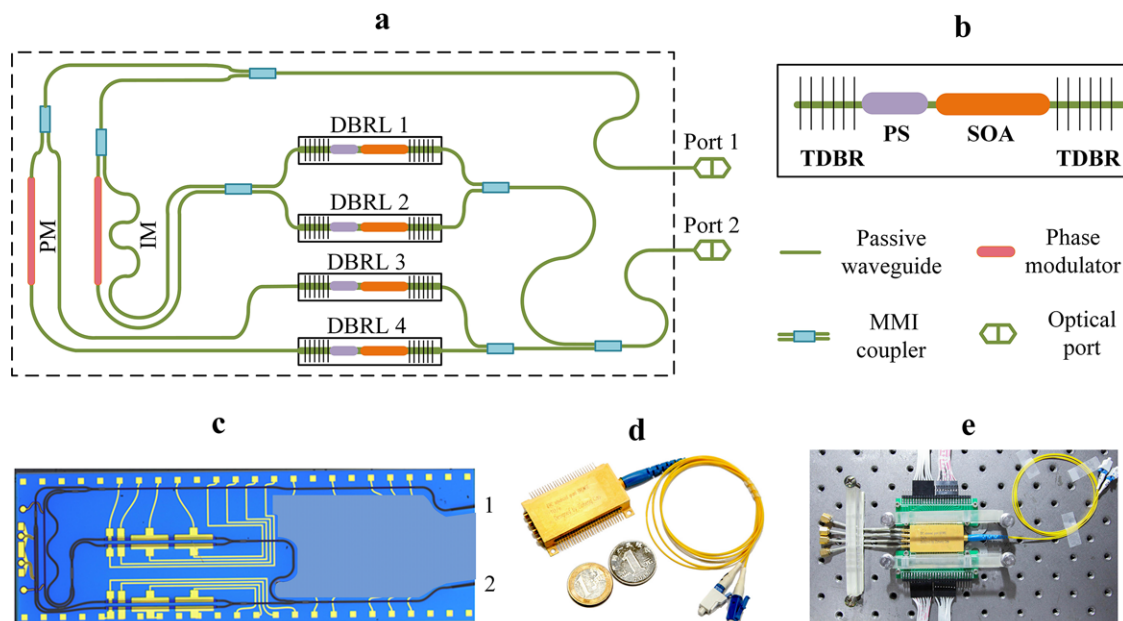 a
DBRL 1
DBRL 2
DBRL 3
DBRL 4
PM
IM
Port 1
Port 2
b
TDBR
PS
SOA
TDBR
Passive
waveguide
Phase
modulator
MMI
coupler
Optical
port
c
1
2
d
e